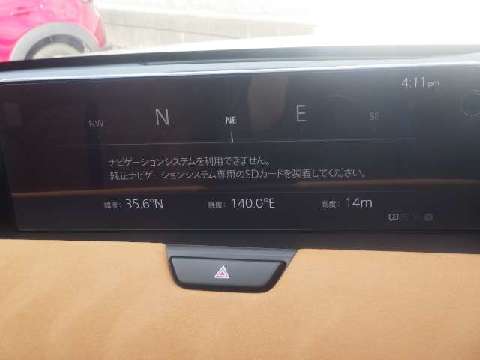 4:11pm
NW N NE E SE
ナビゲーションシステムを利用できません。
純正ナビゲーションシステム専用のSDカードを装着してください。
緯度: 35.6°N 経度: 140.0°E 高度: 14m